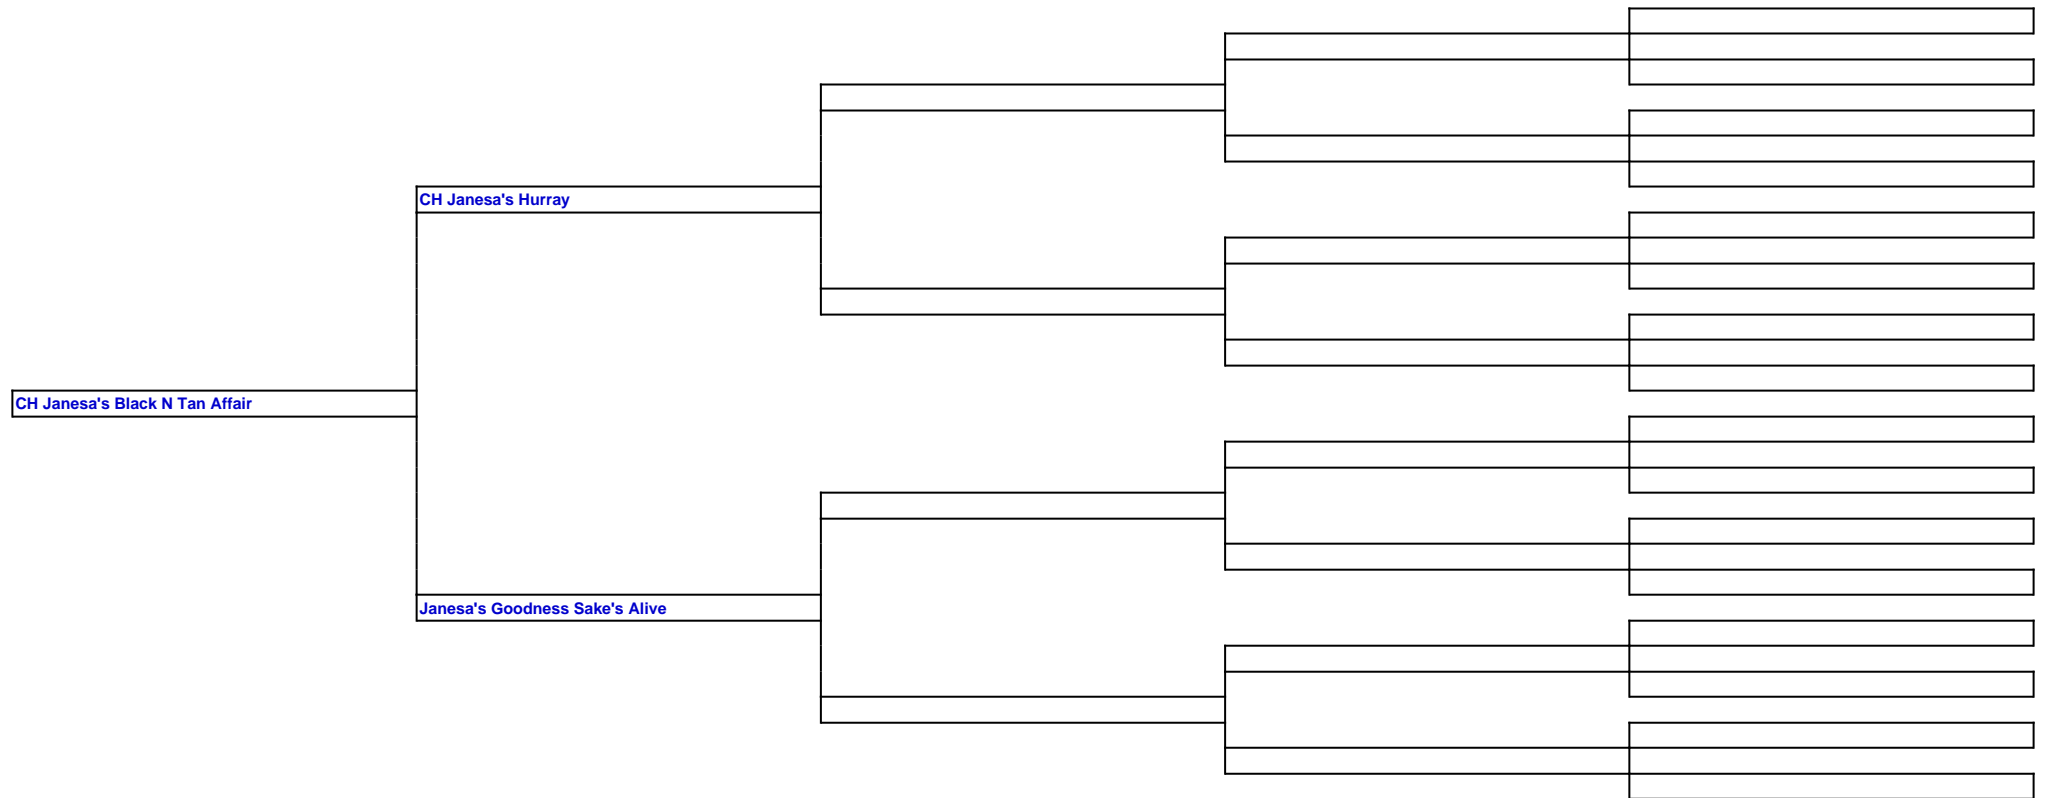 CH Janesa's Hurray
CH Janesa's Black N Tan Affair
Janesa's Goodness Sake's Alive